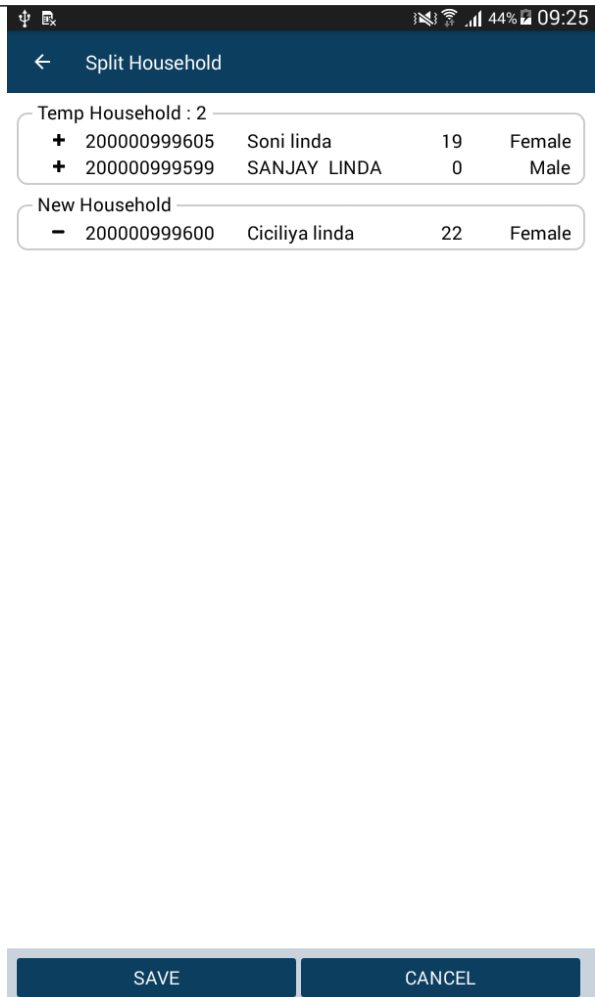 44% 09:25
Split Household
Temp Household : 2
+ 200000999605 Soni linda 19 Female
+ 200000999599 SANJAY LINDA 0 Male
New Household
- 200000999600 Ciciliya linda 22 Female
SAVE CANCEL